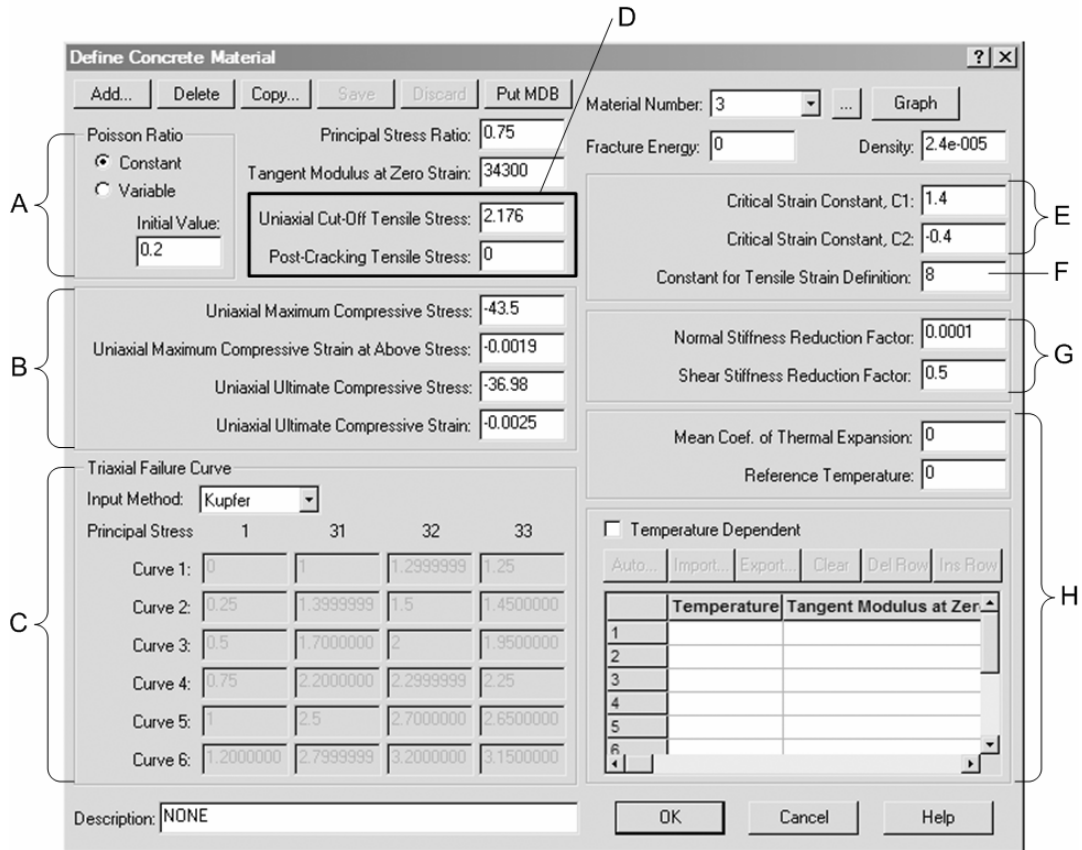 D
Define Concrete Material ? ×
Add... Delete Copy... Save Discard Put MDB
Material Number: 3 ... Graph
Poisson Ratio
Constant
Variable
Initial Value:
0.2
A
Principal Stress Ratio: 0.75
Tangent Modulus at Zero Strain: 34300
Uniaxial Cut-Off Tensile Stress: 2.176
Post-Cracking Tensile Stress: 0
Fracture Energy: 0 Density: 2.4e-005
Critical Strain Constant, C1: 1.4
Critical Strain Constant, C2: -0.4
E
Constant for Tensile Strain Definition: 8
F
B
Uniaxial Maximum Compressive Stress: -43.5
Uniaxial Maximum Compressive Strain at Above Stress: -0.0019
Uniaxial Ultimate Compressive Stress: -36.98
Uniaxial Ultimate Compressive Strain: -0.0025
Normal Stiffness Reduction Factor: 0.0001
Shear Stiffness Reduction Factor: 0.5
G
Mean Coef. of Thermal Expansion: 0
Reference Temperature: 0
C
Triaxial Failure Curve
Input Method: Kupfer
Principal Stress 1 31 32 33
Curve 1: 0 1 1.2999999 1.25
Curve 2: 0.25 1.3999999 1.5 1.4500000
Curve 3: 0.5 1.7000000 2 1.9500000
Curve 4: 0.75 2.2000000 2.2999999 2.25
Curve 5: 1 2.5 2.7000000 2.6500000
Curve 6: 1.2000000 2.7999999 3.2000000 3.1500000
Temperature Dependent
Auto... Import... Export... Clear Del Row Ins Row
Temperature Tangent Modulus at Zer
1
2
3
4
5
6
H
Description: NONE
OK Cancel Help